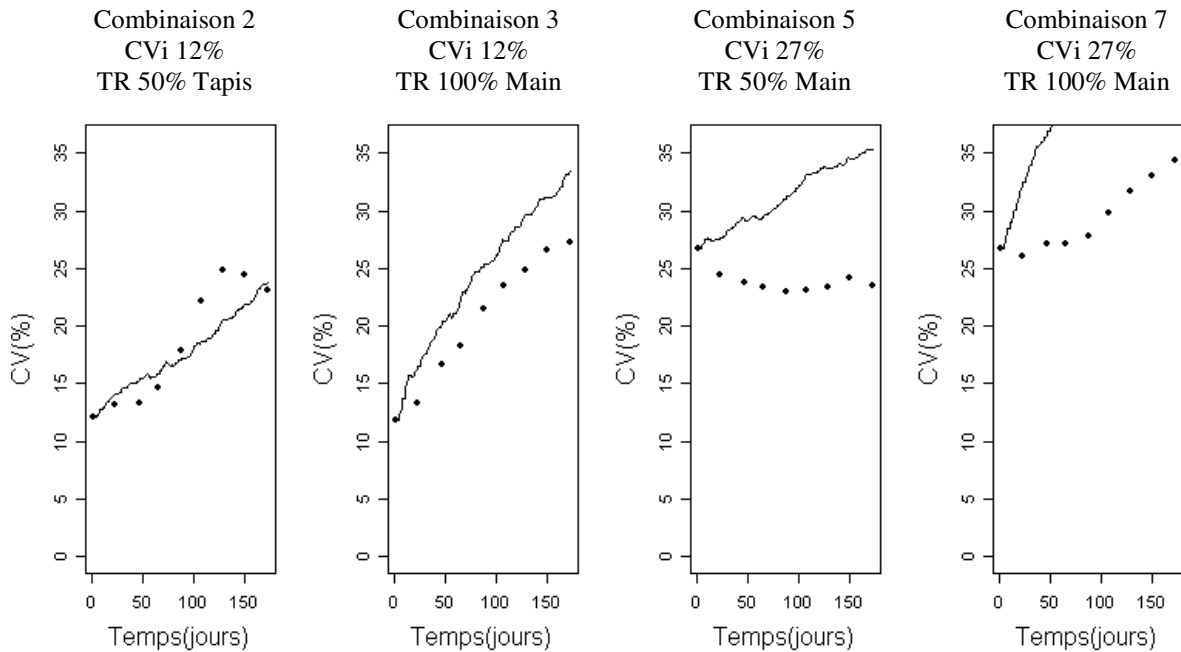 Combinaison 2
CVi 12%
TR 50% Tapis
Combinaison 3
CVi 12%
TR 100% Main
Combinaison 5
CVi 27%
TR 50% Main
Combinaison 7
CVi 27%
TR 100% Main
CV(%)
35
30
25
20
15
10
5
0
0 50 100 150
Temps(jours)
CV(%)
35
30
25
20
15
10
5
0
0 50 100 150
Temps(jours)
CV(%)
35
30
25
20
15
10
5
0
0 50 100 150
Temps(jours)
CV(%)
35
30
25
20
15
10
5
0
0 50 100 150
Temps(jours)